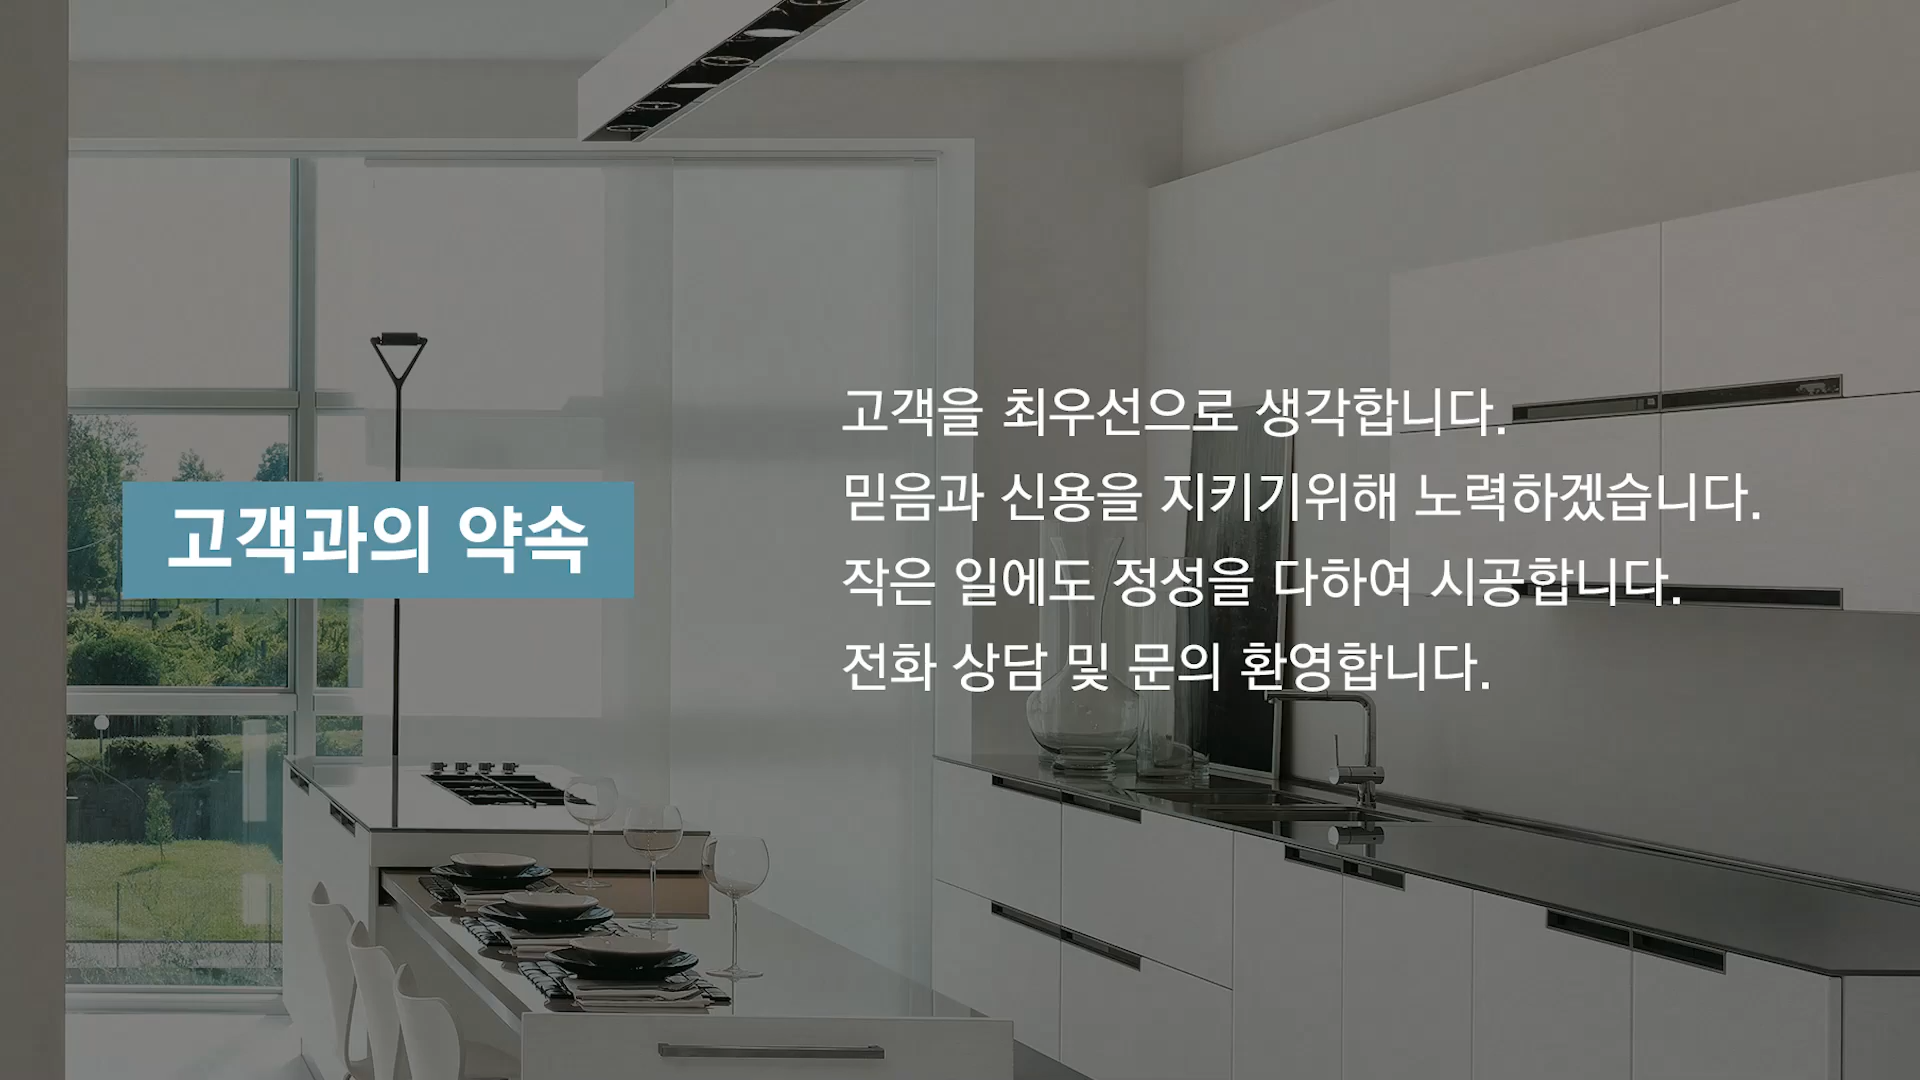 고객과의 약속
고객을 최우선으로 생각합니다.
믿음과 신용을 지키기위해 노력하겠습니다.
작은 일에도 정성을 다하여 시공합니다.
전화 상담 및 문의 환영합니다.